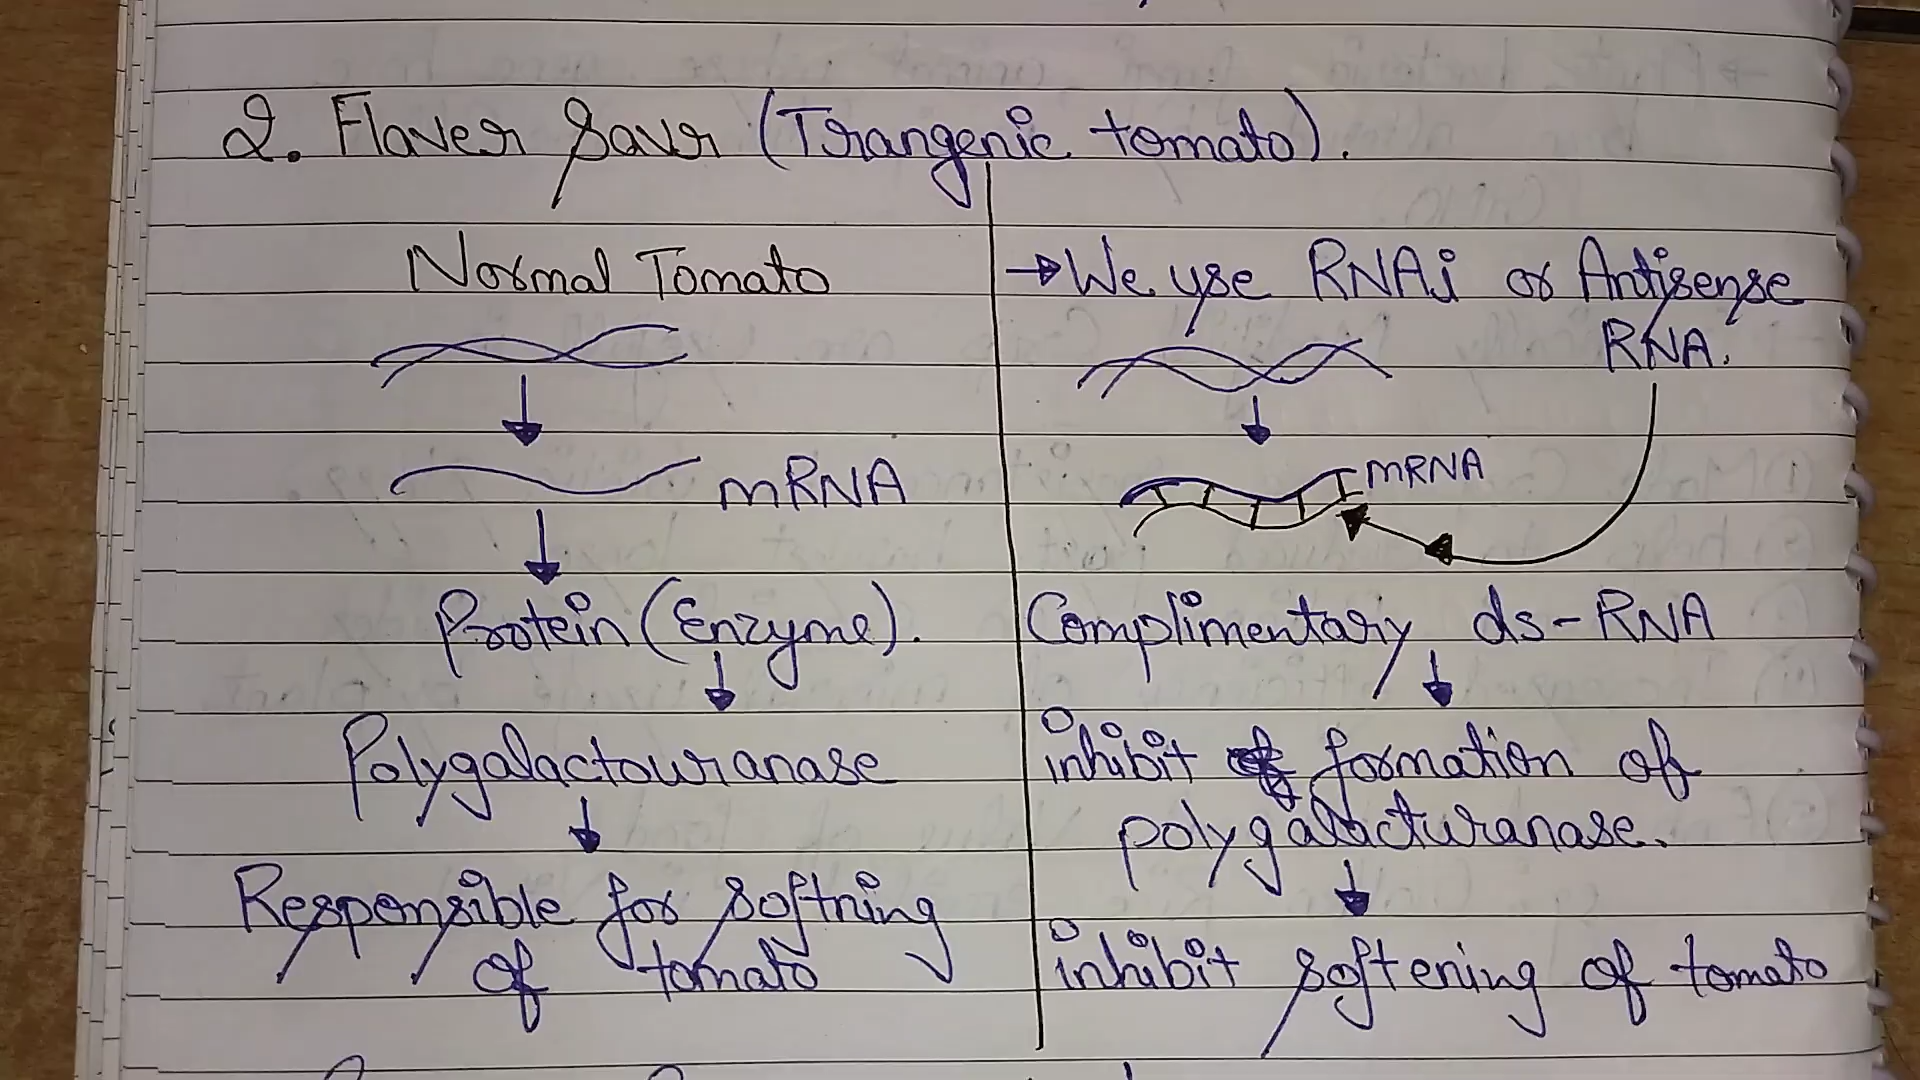 2. Flaver Savr (Trangenic tomato).
Normal Tomato
mRNA
Protein (Enzyme).
Polygalactouranase
Responsible for softning
of tomato
→ We use RNAi or Antisense
RNA.
mRNA
Complimentary ds-RNA
inhibit formation of
polygalacturanase.
inhibit softening of tomato